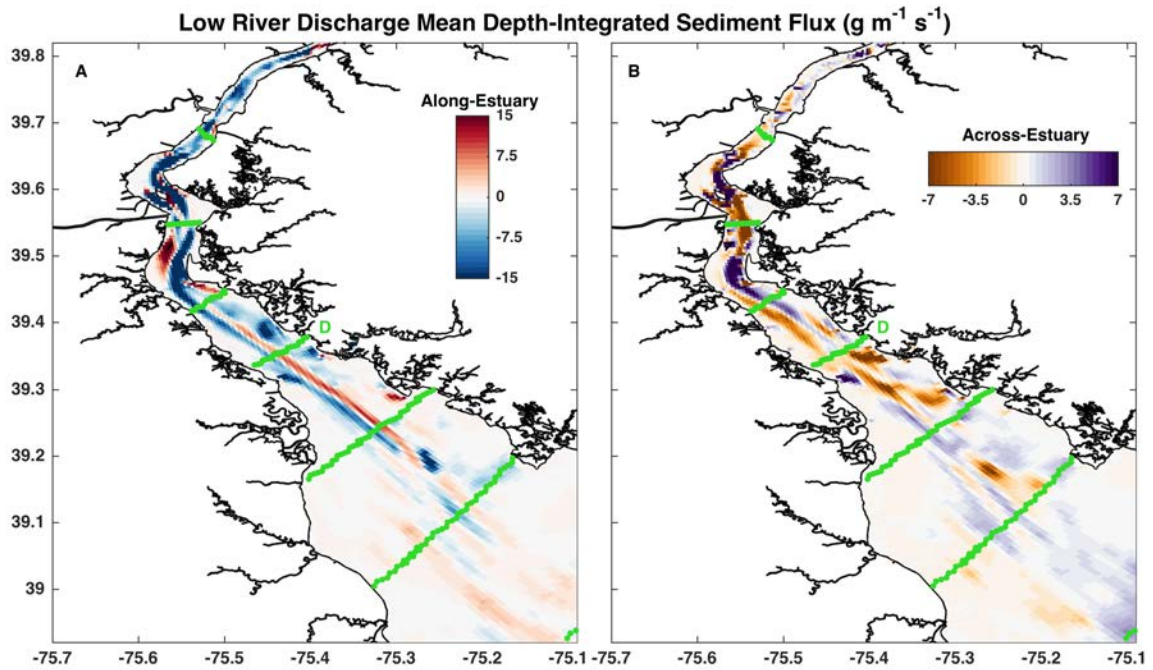 Low River Discharge Mean Depth-Integrated Sediment Flux (g m⁻¹ s⁻¹)
A
B
Along-Estuary
15
7.5
0
-7.5
-15
Across-Estuary
-7 -3.5 0 3.5 7
D
D
39.8
39.7
39.6
39.5
39.4
39.3
39.2
39.1
39
-75.7 -75.6 -75.5 -75.4 -75.3 -75.2 -75.1
-75.7 -75.6 -75.5 -75.4 -75.3 -75.2 -75.1